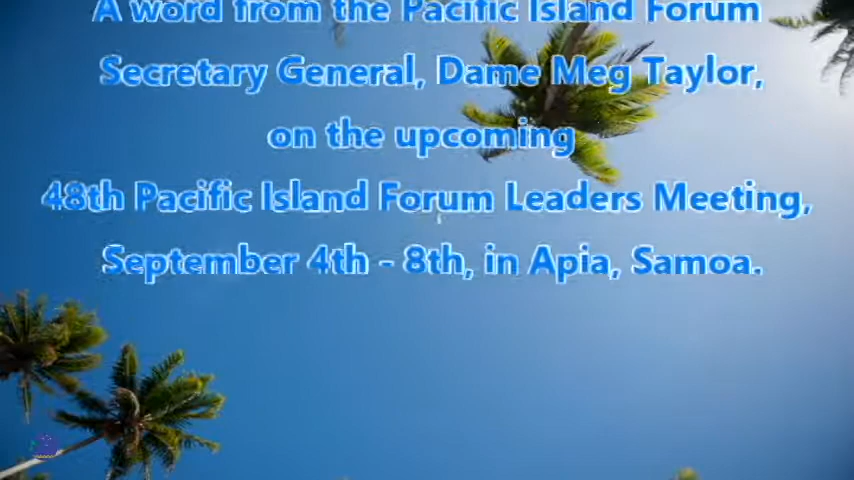 A word from the Pacific Island Forum
Secretary General, Dame Meg Taylor,
on the upcoming
48th Pacific Island Forum Leaders Meeting,
September 4th - 8th, in Apia, Samoa.